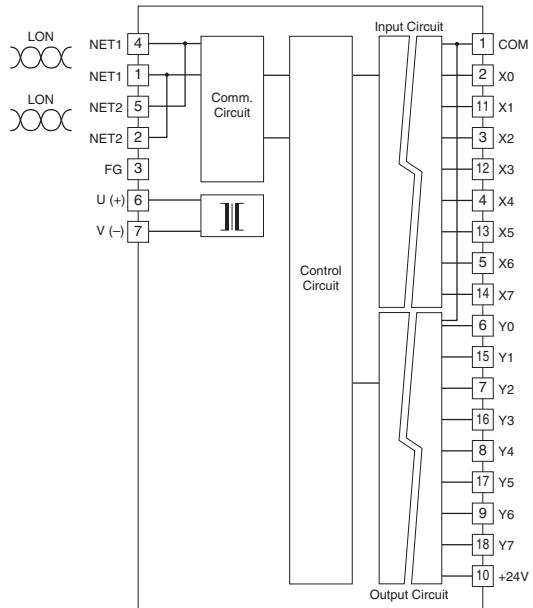 Input Circuit
LON
NET1 4
1 COM
NET1 1
2 X0
LON
NET2 5
11 X1
NET2 2
3 X2
Comm.
Circuit
FG 3
12 X3
U (+) 6
4 X4
V (–) 7
13 X5
5 X6
Control
Circuit
14 X7
6 Y0
15 Y1
7 Y2
16 Y3
8 Y4
17 Y5
9 Y6
18 Y7
10 +24V
Output Circuit